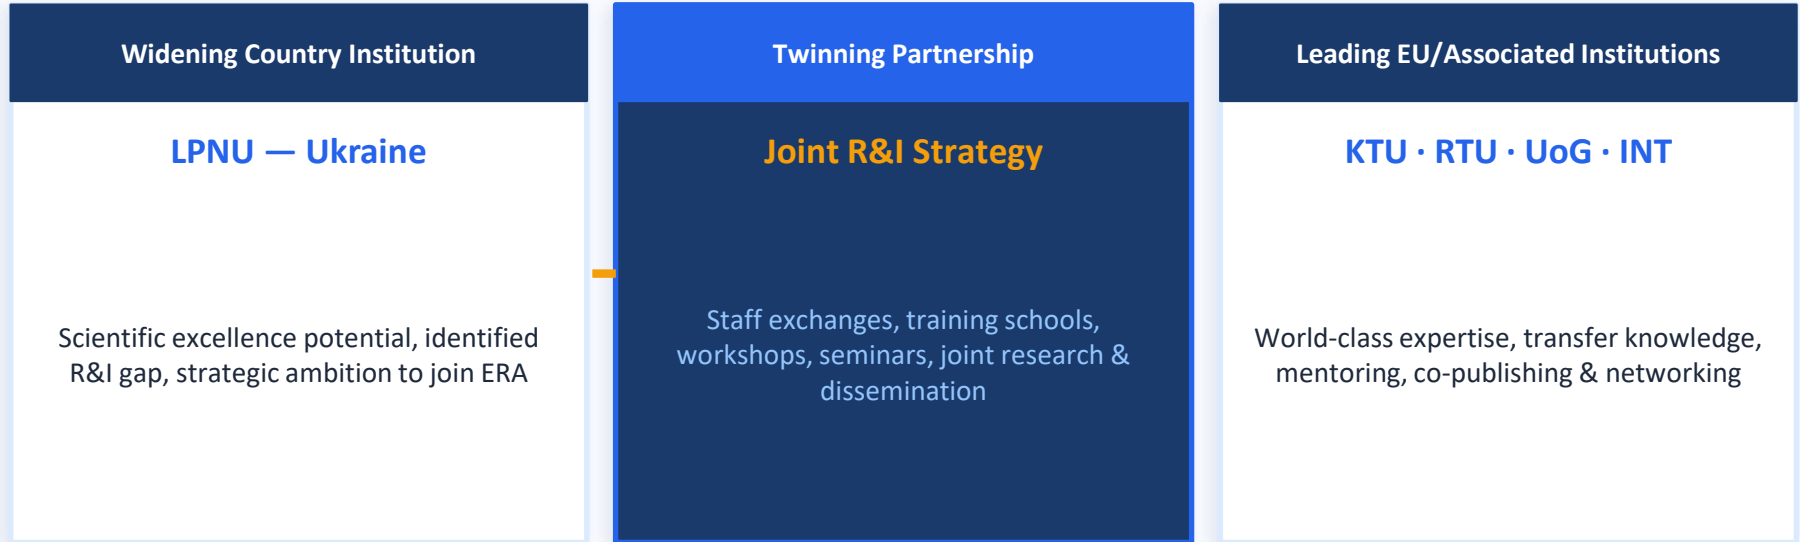 Widening Country Institution
LPNU — Ukraine
Scientific excellence potential, identified
R&I gap, strategic ambition to join ERA
Twinning Partnership
Joint R&I Strategy
Staff exchanges, training schools,
workshops, seminars, joint research &
dissemination
Leading EU/Associated Institutions
KTU · RTU · UoG · INT
World-class expertise, transfer knowledge,
mentoring, co-publishing & networking